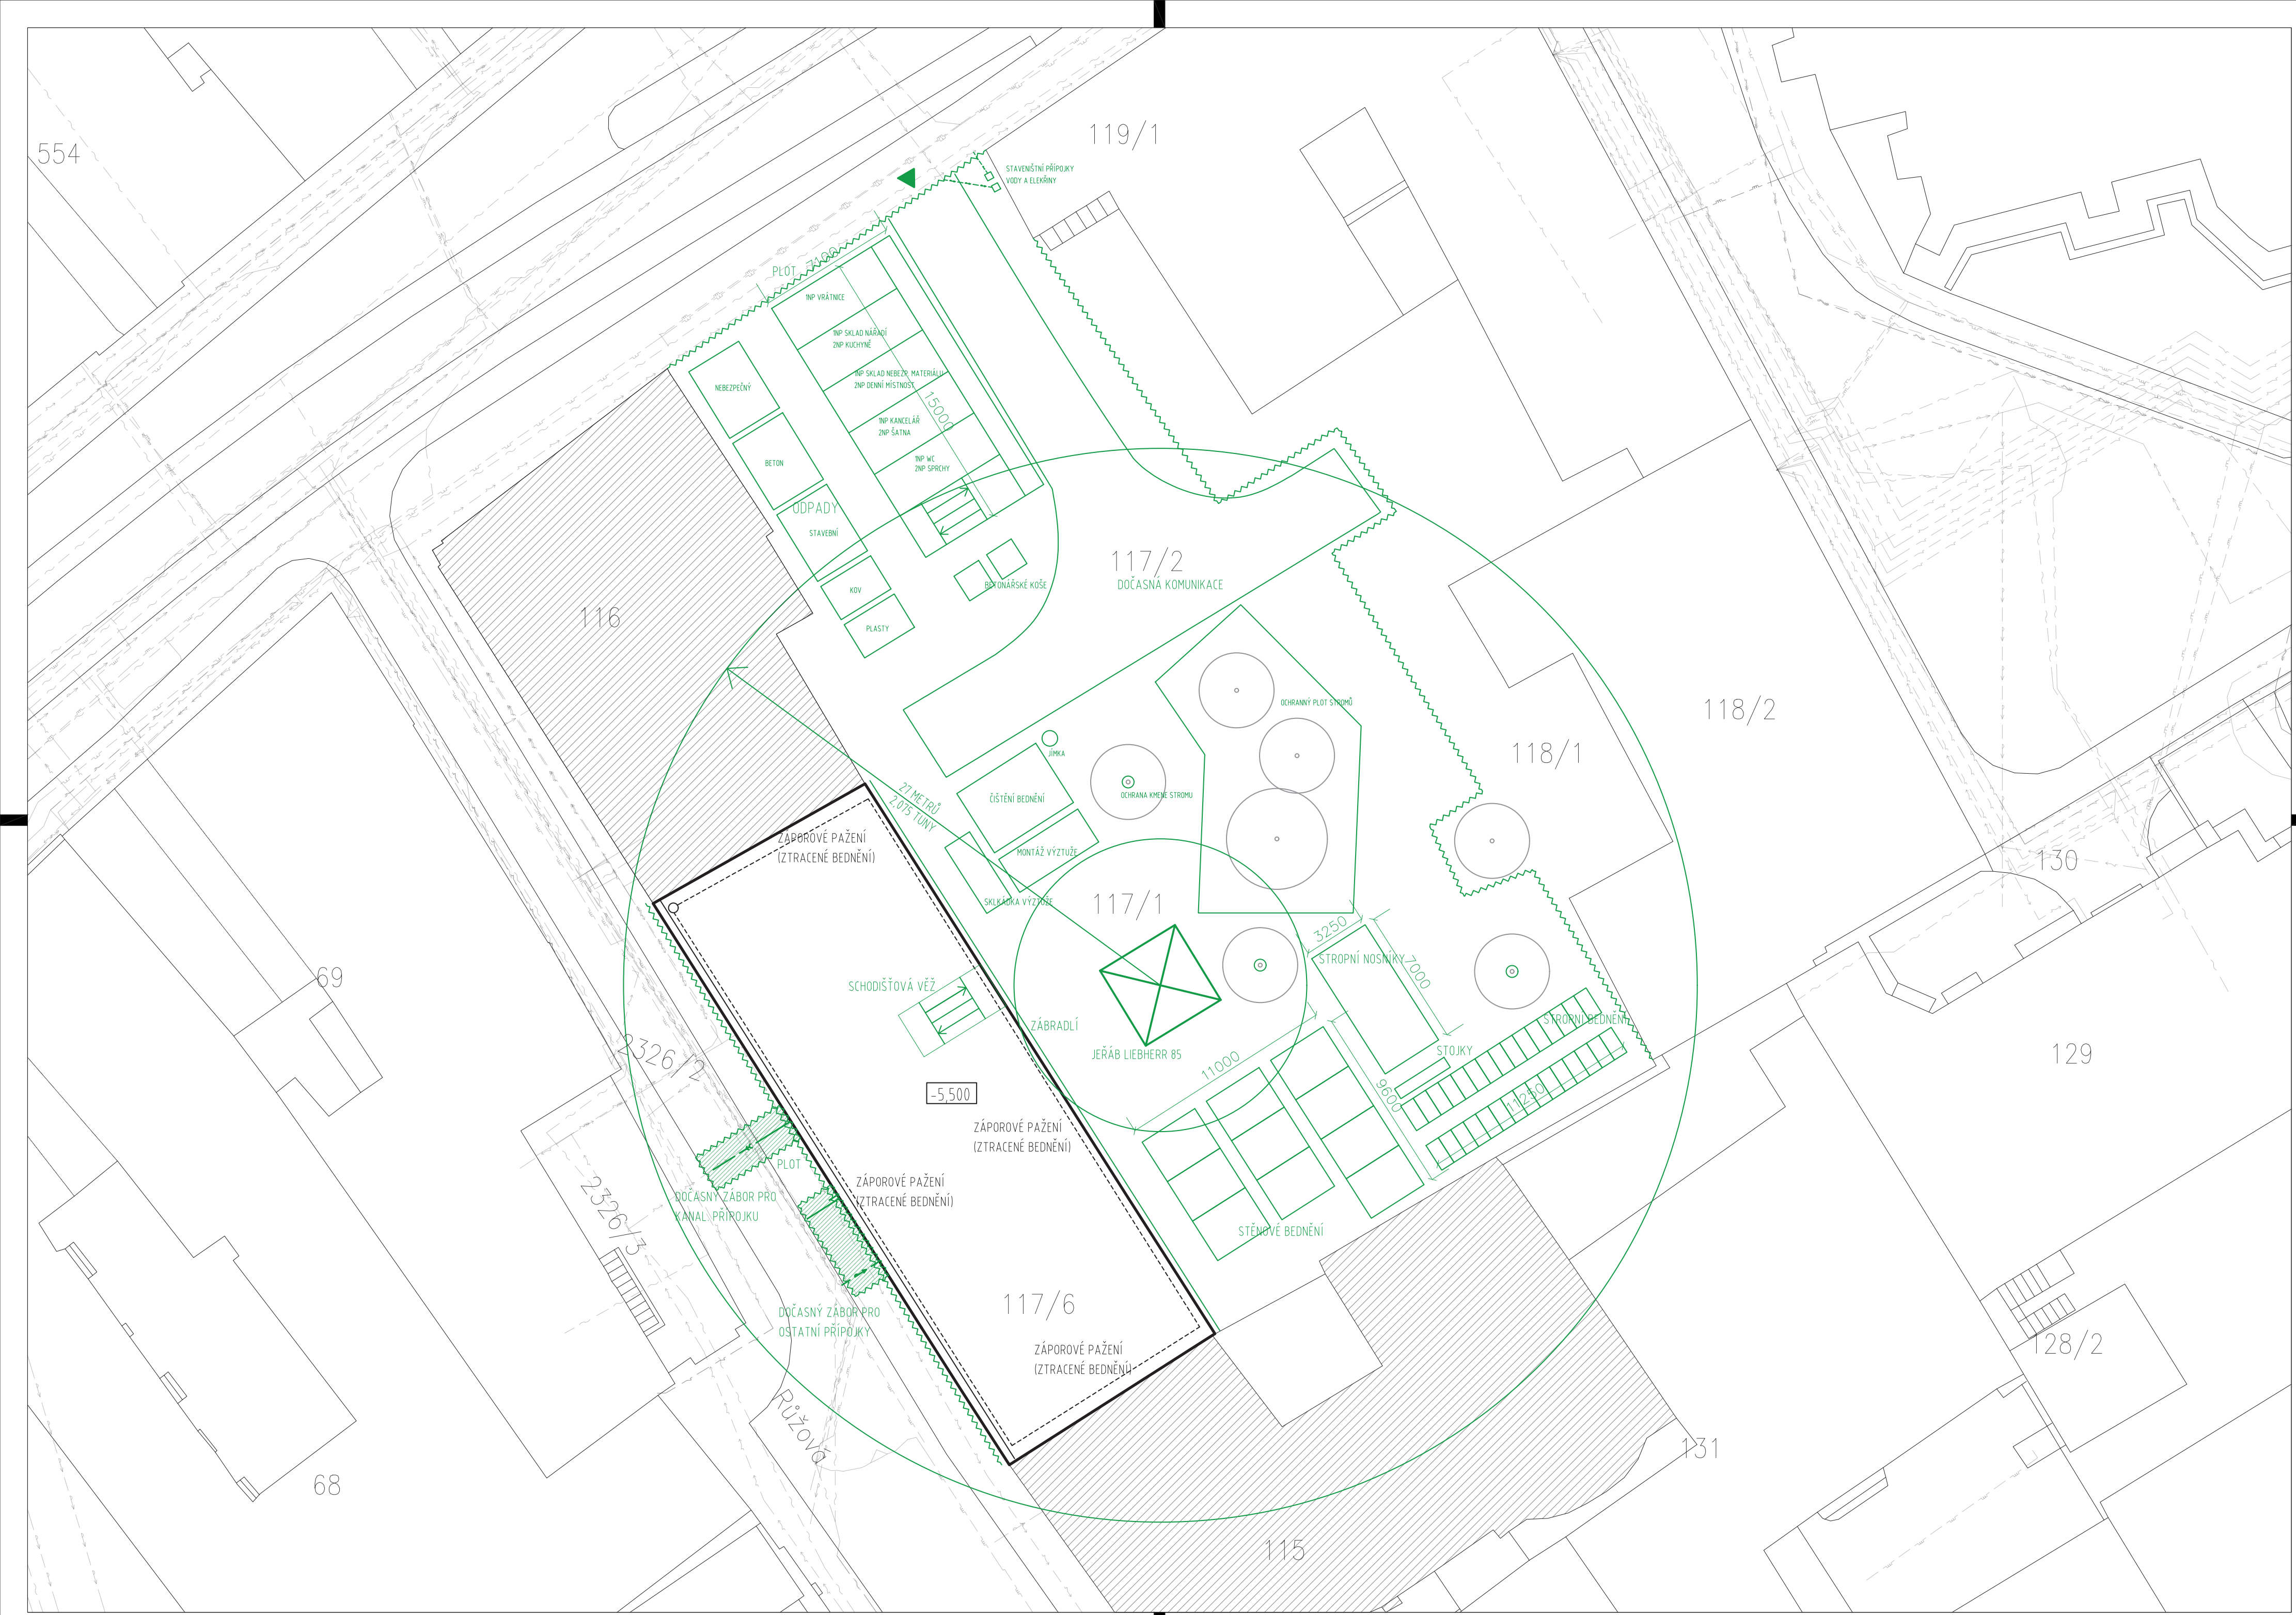 119/1
554
STAVENIŠTNÍ PŘÍPOJKY
VODY A ELEKŘINY
PLOT
7100
1NP VRÁTNICE
1NP SKLAD NÁŘADÍ
2NP KUCHYNĚ
1NP SKLAD NEBEZP. MATERIÁLU
2NP DENNÍ MÍSTNOST
15000
1NP KANCELÁŘ
2NP ŠATNA
1NP WC
2NP SPRCHY
NEBEZPEČNÝ
BETON
ODPADY
STAVEBNÍ
KOV
PLASTY
BETONÁŘSKÉ KOŠE
117/2
DOČASNÁ KOMUNIKACE
116
OCHRANNÝ PLOT STROMŮ
118/2
118/1
JÍMKA
27 METRŮ
2,075 TUNY
ČIŠTĚNÍ BEDNĚNÍ
OCHRANA KMENE STROMU
ZÁPOROVÉ PAŽENÍ
(ZTRACENÉ BEDNĚNÍ)
MONTÁŽ VÝZTUŽE
130
SKLKÁDKA VÝZTUŽE
117/1
3250
STROPNÍ NOSNÍKY
7000
69
SCHODIŠŤOVÁ VĚŽ
ZÁBRADLÍ
STROPNÍ BEDNĚNÍ
2326/2
JEŘÁB LIEBHERR 85
STOJKY
129
11000
-5,500
9600
11250
ZÁPOROVÉ PAŽENÍ
(ZTRACENÉ BEDNĚNÍ)
PLOT
ZÁPOROVÉ PAŽENÍ
(ZTRACENÉ BEDNĚNÍ)
DOČASNÝ ZÁBOR PRO
KANAL. PŘÍPOJKU
2326/3
STĚNOVÉ BEDNĚNÍ
117/6
DOČASNÝ ZÁBOR PRO
OSTATNÍ PŘÍPOJKY
ZÁPOROVÉ PAŽENÍ
(ZTRACENÉ BEDNĚNÍ)
128/2
Růžová
131
68
115